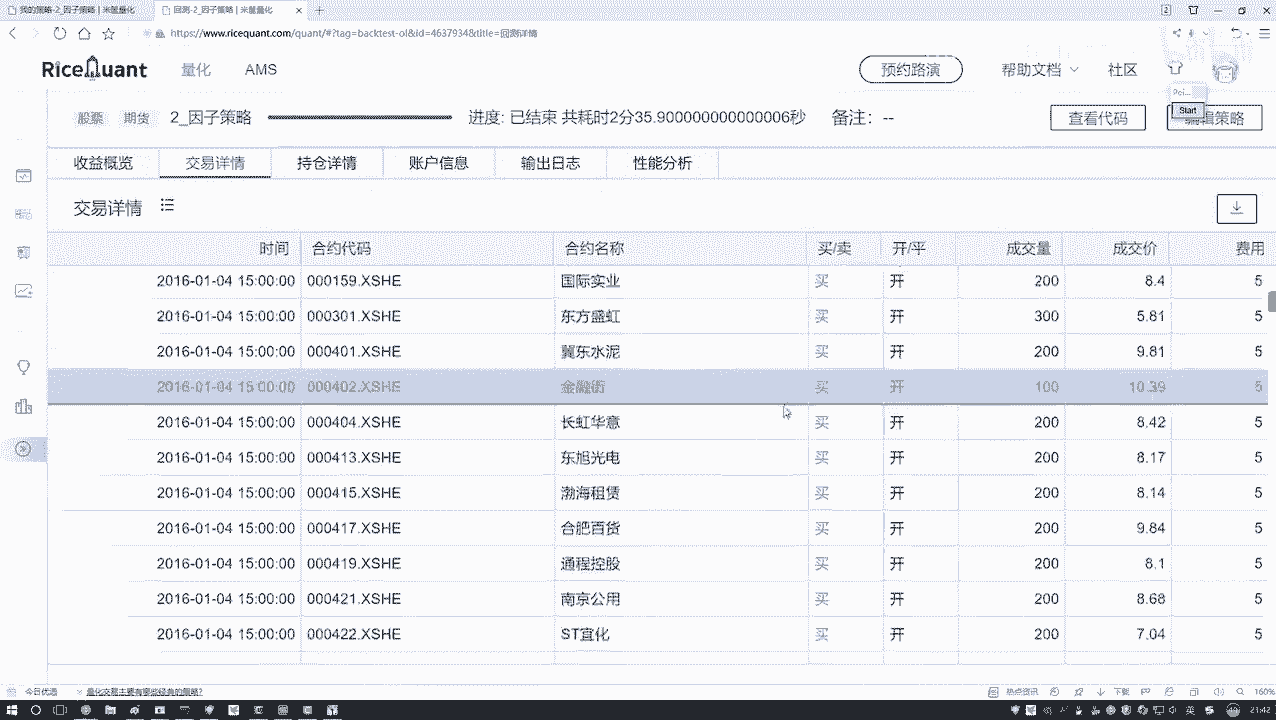 我的策略-2_因子策略 | 米筐量化
回测-2_因子策略 | 米筐量化
2
https://www.ricequant.com/quant/#?tag=backtest-ol&id=4637934&title=回测详情
RiceQuant 量化 AMS 预约路演 帮助文档 社区
Poi...
Start
股票 期货 2_因子策略 进度: 已结束 共耗时2分35.900000000000006秒 备注: -- 查看代码 编辑策略
收益概览 交易详情 持仓详情 账户信息 输出日志 性能分析
交易详情
时间 合约代码 合约名称 买/卖 开/平 成交量 成交价 费用
2016-01-04 15:00:00 000159.XSHE 国际实业 买 开 200 8.4 5
2016-01-04 15:00:00 000301.XSHE 东方盛虹 买 开 300 5.81 5
2016-01-04 15:00:00 000401.XSHE 冀东水泥 买 开 200 9.81 5
2016-01-04 15:00:00 000402.XSHE 金融街 买 开 100 10.39 5
2016-01-04 15:00:00 000404.XSHE 长虹华意 买 开 200 8.42 5
2016-01-04 15:00:00 000413.XSHE 东旭光电 买 开 200 8.17 5
2016-01-04 15:00:00 000415.XSHE 渤海租赁 买 开 200 8.14 5
2016-01-04 15:00:00 000417.XSHE 合肥百货 买 开 200 9.84 5
2016-01-04 15:00:00 000419.XSHE 通程控股 买 开 200 8.1 5
2016-01-04 15:00:00 000421.XSHE 南京公用 买 开 200 8.68 5
2016-01-04 15:00:00 000422.XSHE ST宜化 买 开 200 7.04 5
今日优选 量化交易主要有哪些经典的策略? 热点资讯 下载 160%
英 21:42